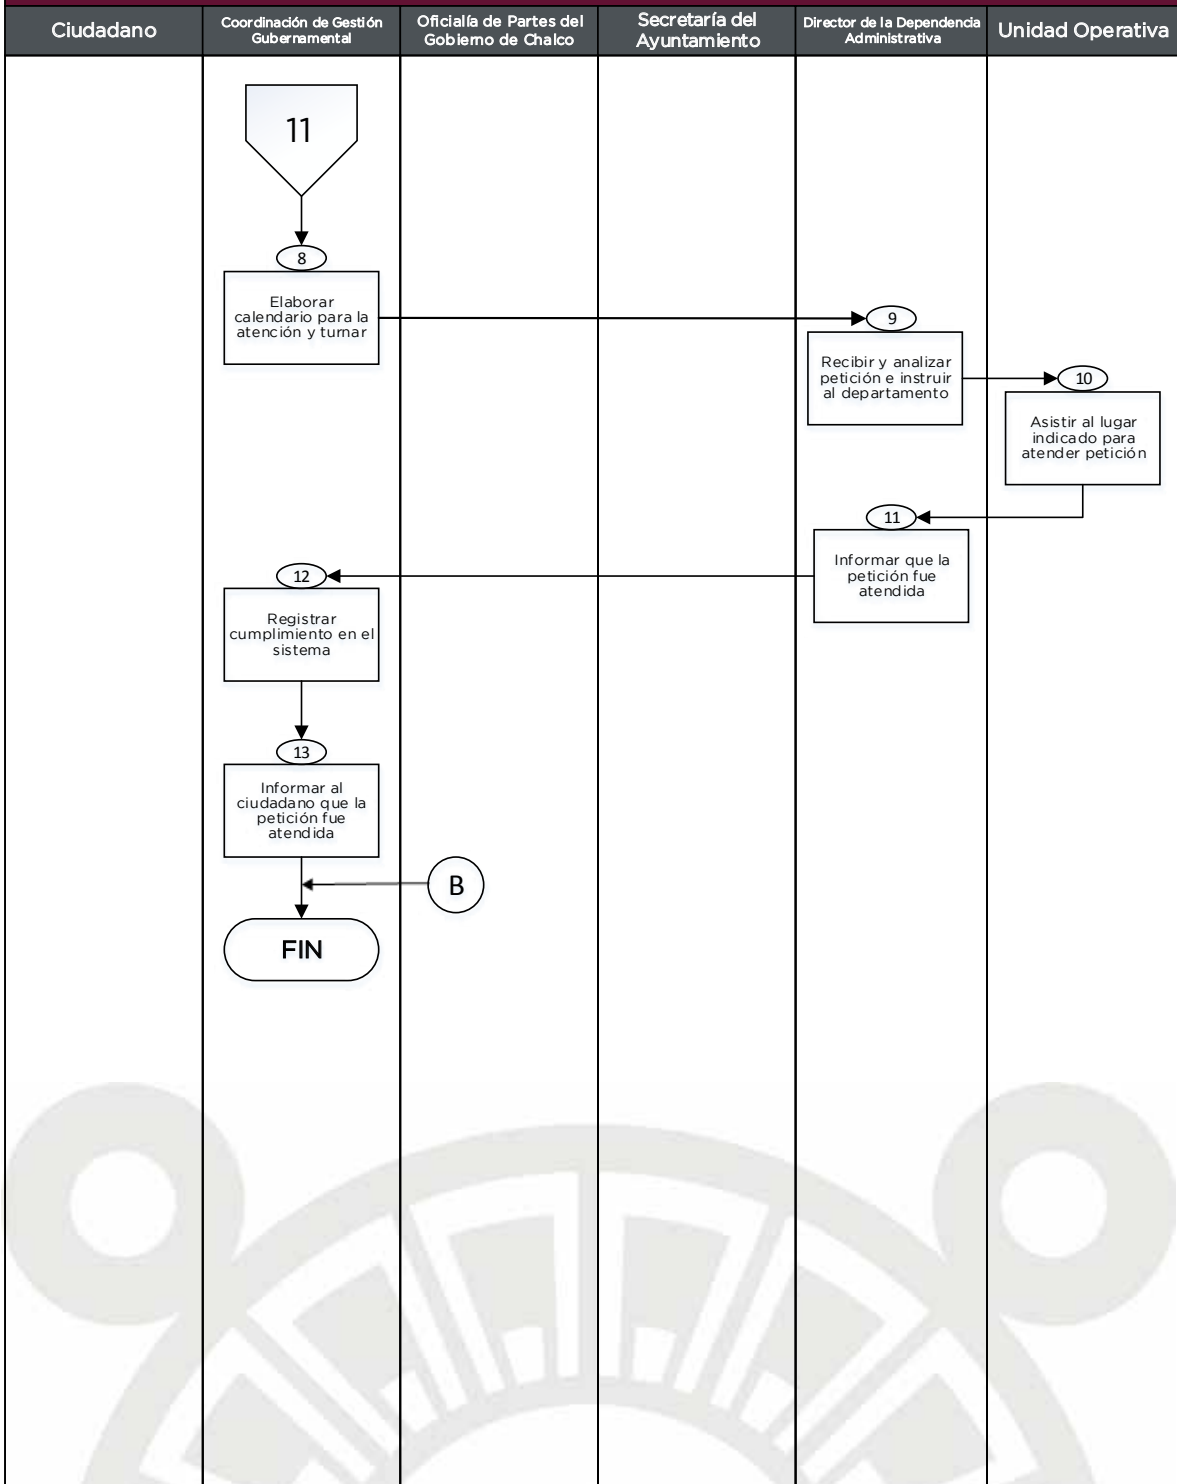 Ciudadano
Coordinación de Gestión
Gubernamental
Oficialía de Partes del
Gobierno de Chalco
Secretaría del
Ayuntamiento
Director de la Dependencia
Administrativa
Unidad Operativa
11
8
Elaborar
calendario para la
atención y turnar
9
Recibir y analizar
petición e instruir
al departamento
10
Asistir al lugar
indicado para
atender petición
11
Informar que la
petición fue
atendida
12
Registrar
cumplimiento en el
sistema
13
Informar al
ciudadano que la
petición fue
atendida
B
FIN